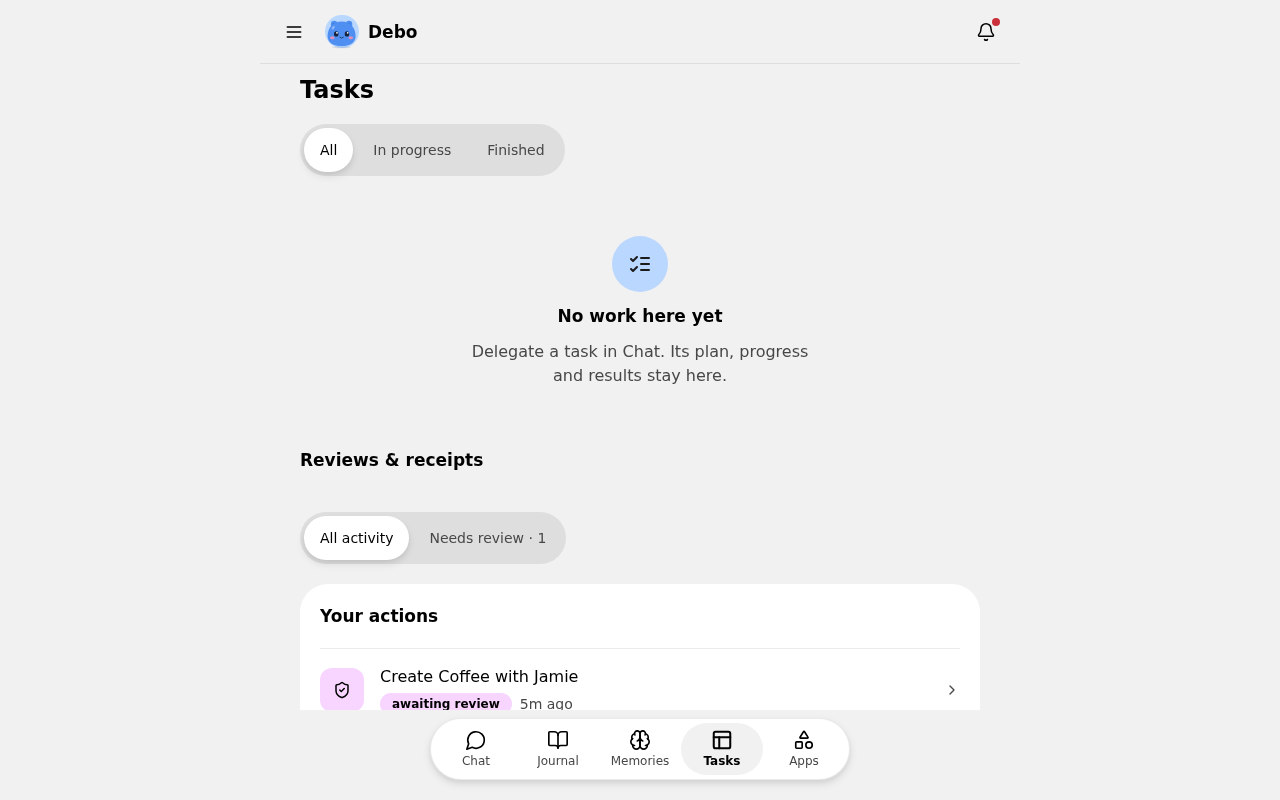 Debo
Tasks
All
In progress
Finished
No work here yet
Delegate a task in Chat. Its plan, progress
and results stay here.
Reviews & receipts
All activity
Needs review · 1
Your actions
Create Coffee with Jamie
awaiting review
5m ago
Chat
Journal
Memories
Tasks
Apps